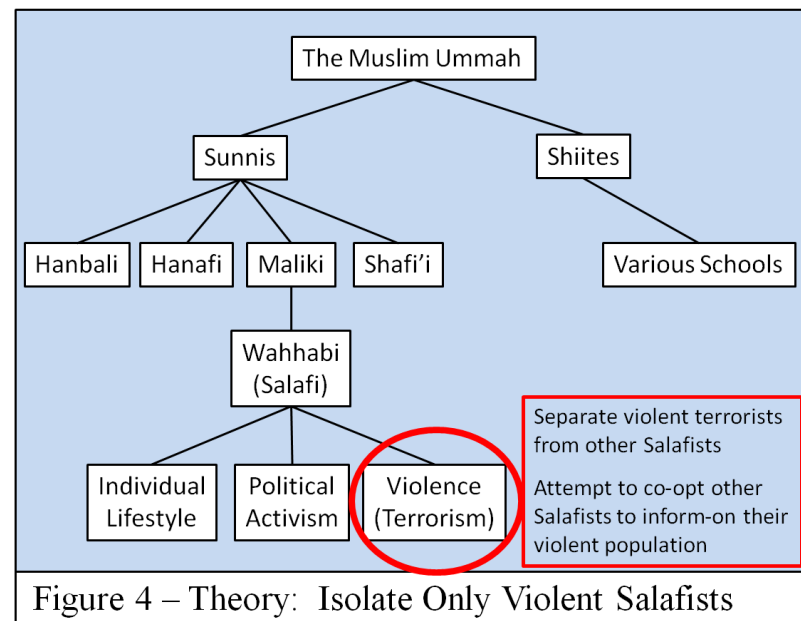 The Muslim Ummah
Sunnis
Shiites
Hanbali
Hanafi
Maliki
Shafi'i
Various Schools
Wahhabi
(Salafi)
Individual
Lifestyle
Political
Activism
Violence
(Terrorism)
Separate violent terrorists
from other Salafists
Attempt to co-opt other
Salafists to inform-on their
violent population
Figure 4 – Theory:  Isolate Only Violent Salafists